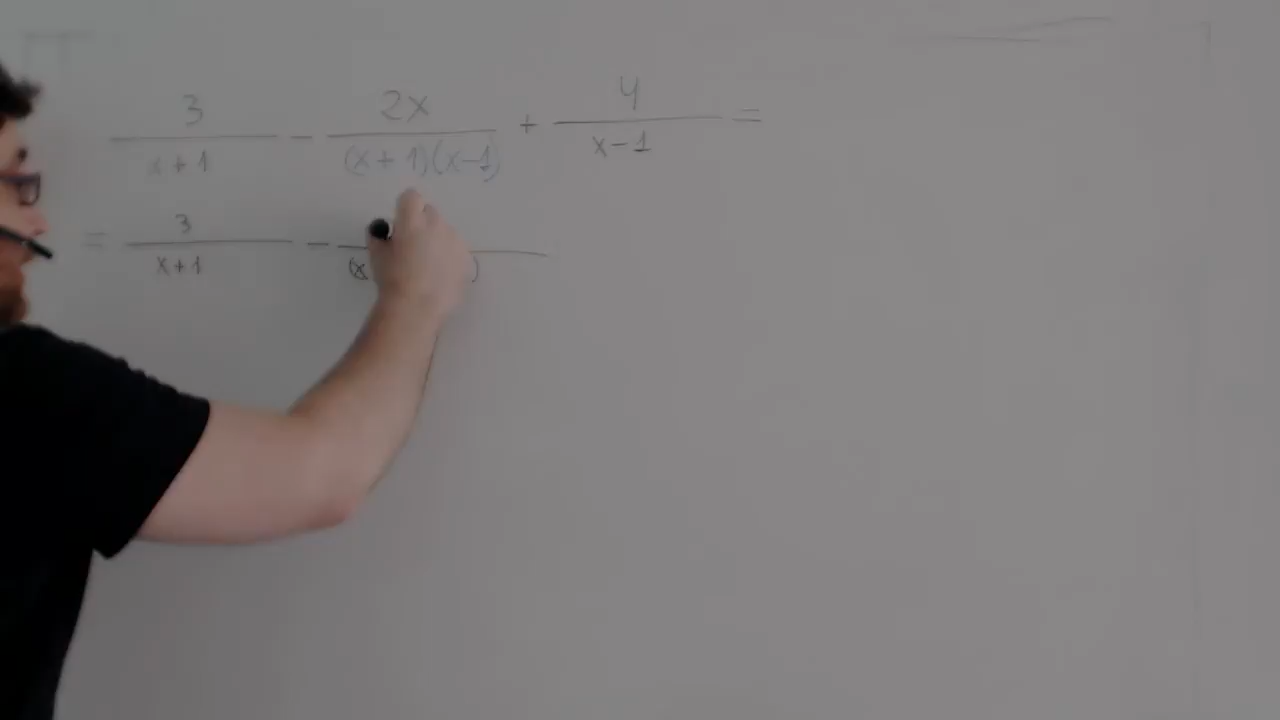 3/(x+1) - 2x/((x+1)(x-1)) + 4/(x-1) =
= 3/(x+1) - (x )